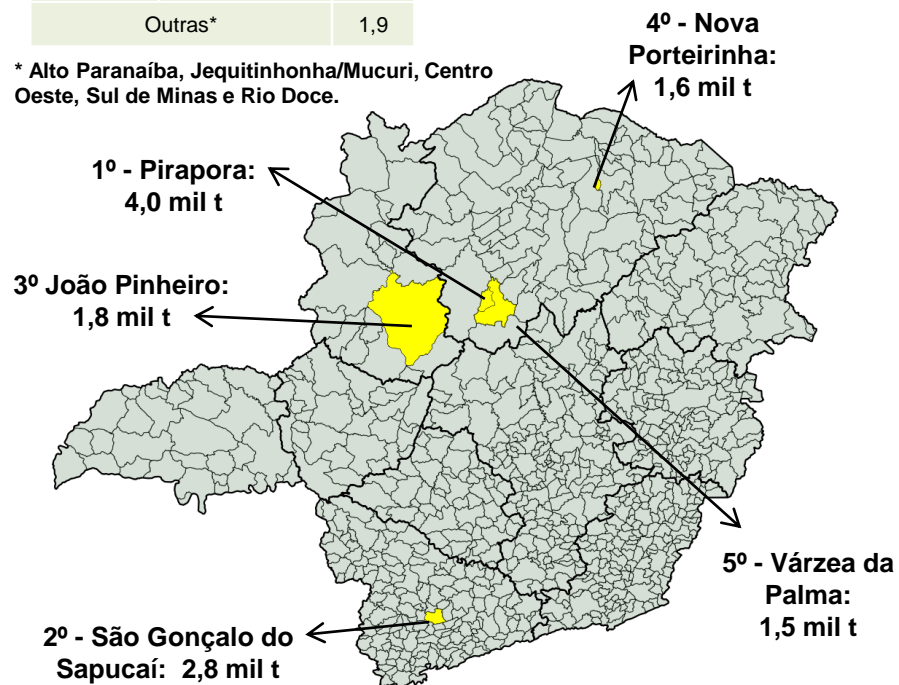 Outras* 1,9
* Alto Paranaíba, Jequitinhonha/Mucuri, Centro
Oeste, Sul de Minas e Rio Doce.
4º - Nova
Porteirinha:
1,6 mil t
1º - Pirapora:
4,0 mil t
3º João Pinheiro:
1,8 mil t
5º - Várzea da
Palma:
1,5 mil t
2º - São Gonçalo do
Sapucaí: 2,8 mil t